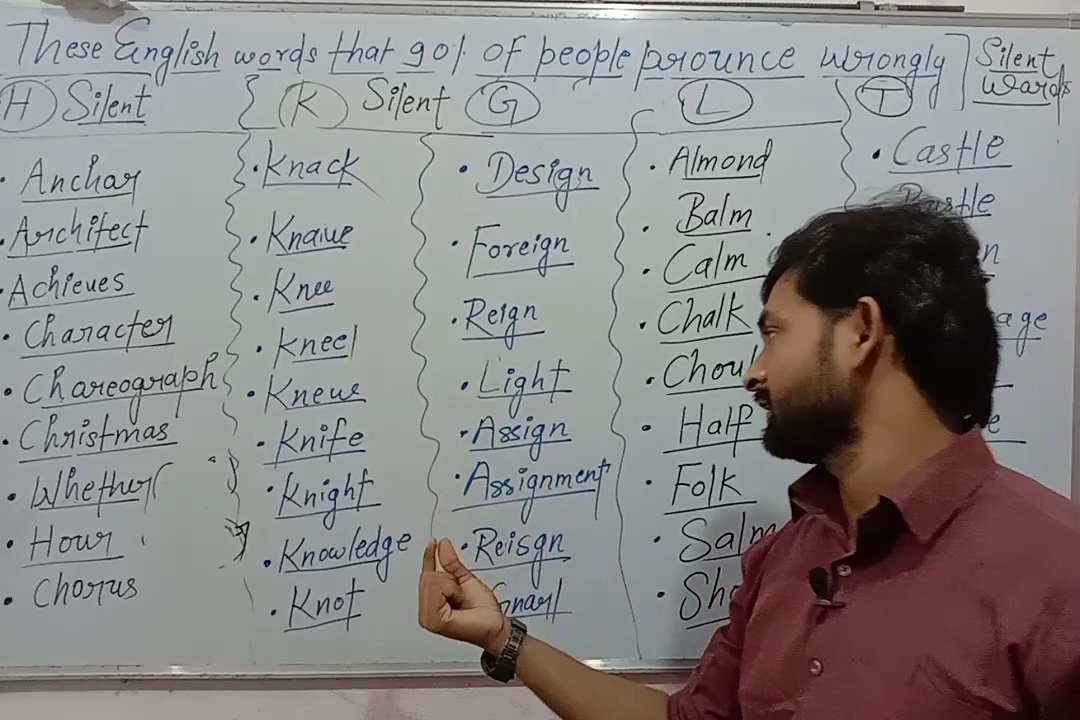 These English words that 90% of people prounce wrongly
Silent
Words
H Silent
K Silent
G
L
T
Anchar
Architect
Achieves
Character
Chareograph
Christmas
Whether
Hour
Chorus
Knack
Knaive
Knee
Kneel
Knew
Knife
Knight
Knowledge
Knot
Design
Foreign
Reign
Light
Assign
Assignment
Reisgn
Gnarl
Almond
Balm
Calm
Chalk
Half
Folk
Castle